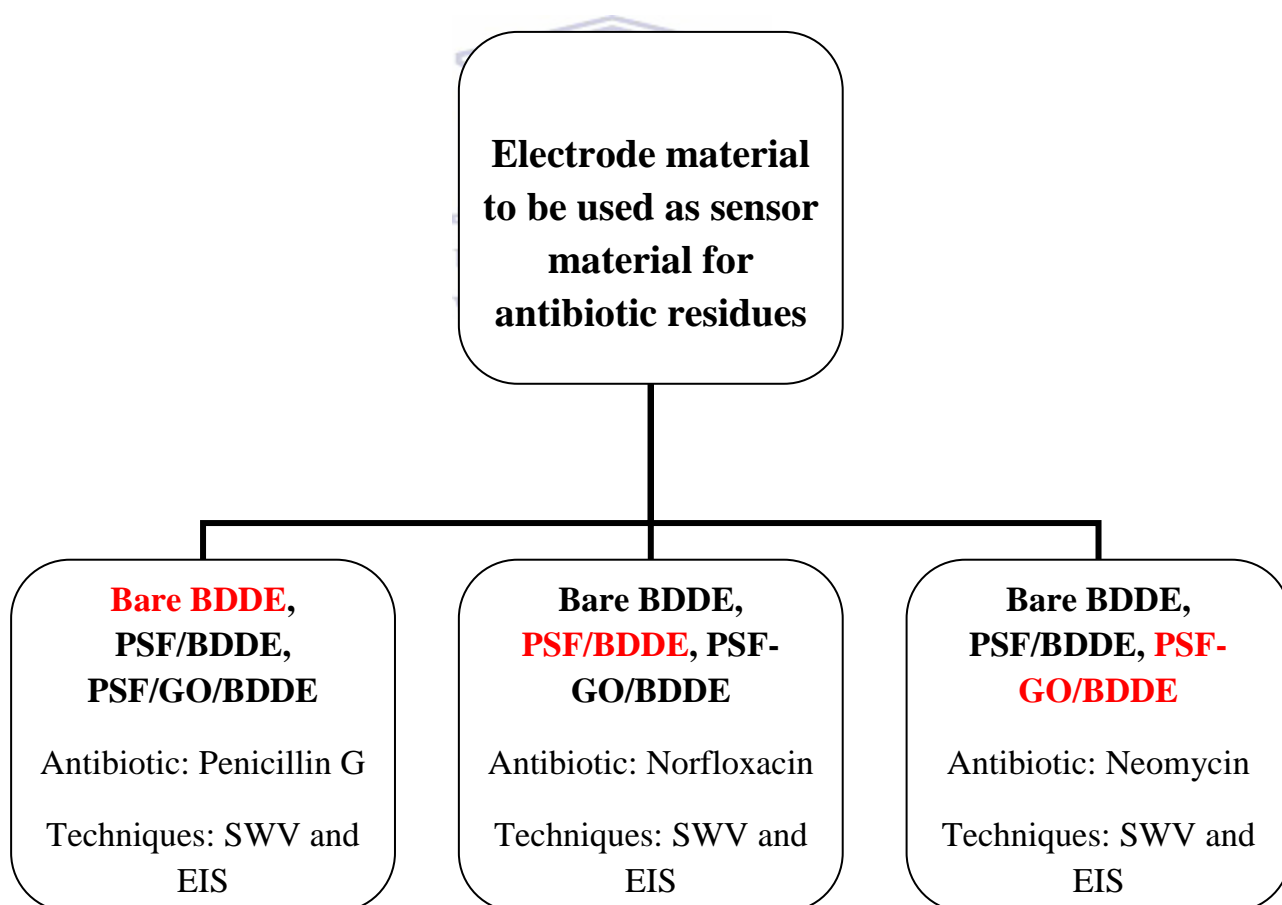 Electrode material
to be used as sensor
material for
antibiotic residues
Bare BDDE,
PSF/BDDE,
PSF/GO/BDDE
Antibiotic: Penicillin G
Techniques: SWV and
EIS
Bare BDDE,
PSF/BDDE, PSF-
GO/BDDE
Antibiotic: Norfloxacin
Techniques: SWV and
EIS
Bare BDDE,
PSF/BDDE, PSF-
GO/BDDE
Antibiotic: Neomycin
Techniques: SWV and
EIS